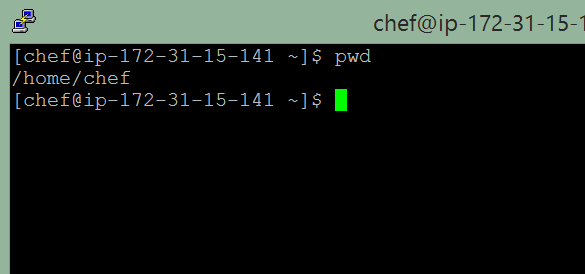 chef@ip-172-31-15-1
[chef@ip-172-31-15-141 ~]$ pwd
/home/chef
[chef@ip-172-31-15-141 ~]$